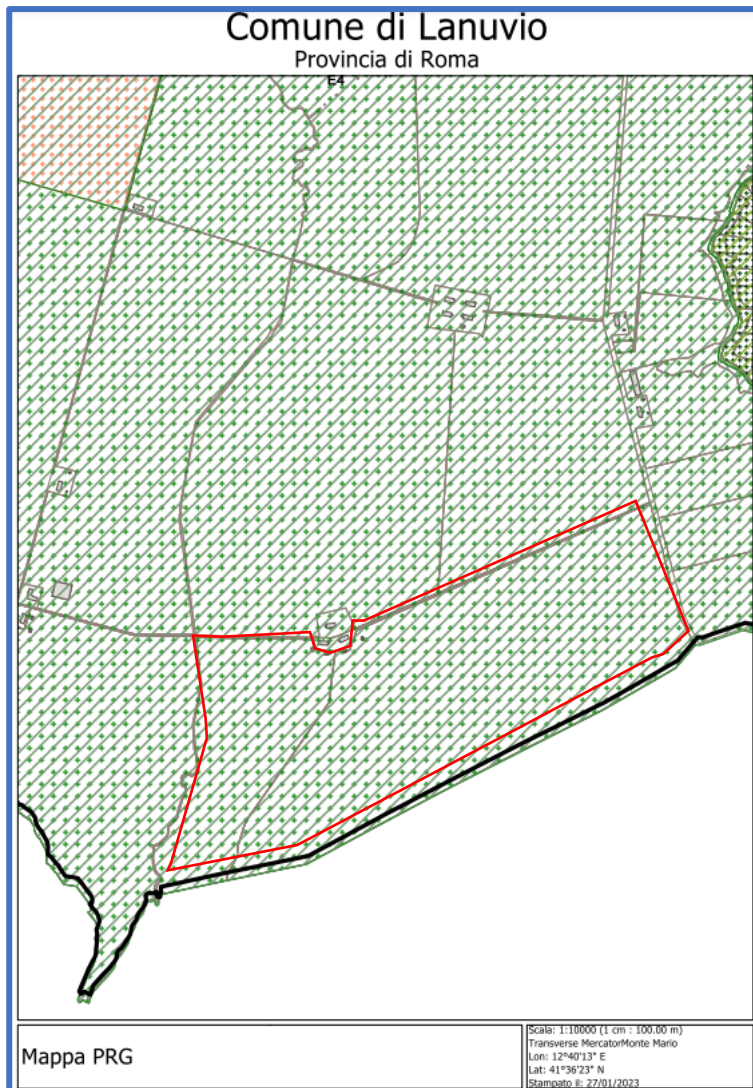 Comune di Lanuvio
Provincia di Roma
E4
Mappa PRG
Scala: 1:10000 (1 cm : 100.00 m)
Transverse MercatorMonte Mario
Lon: 12°40'13" E
Lat: 41°36'23" N
Stampato il: 27/01/2023